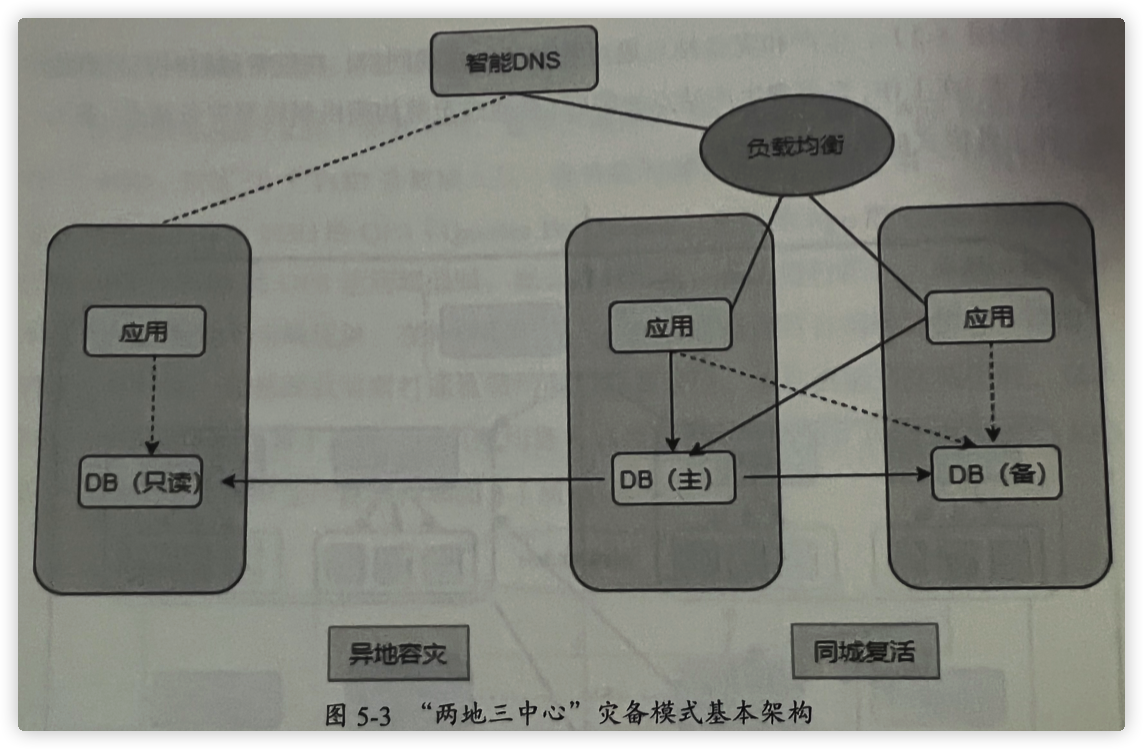 智能DNS
负载均衡
应用
应用
应用
DB（只读）
DB（主）
DB（备）
异地容灾
同城复活
图 5-3 “两地三中心”灾备模式基本架构